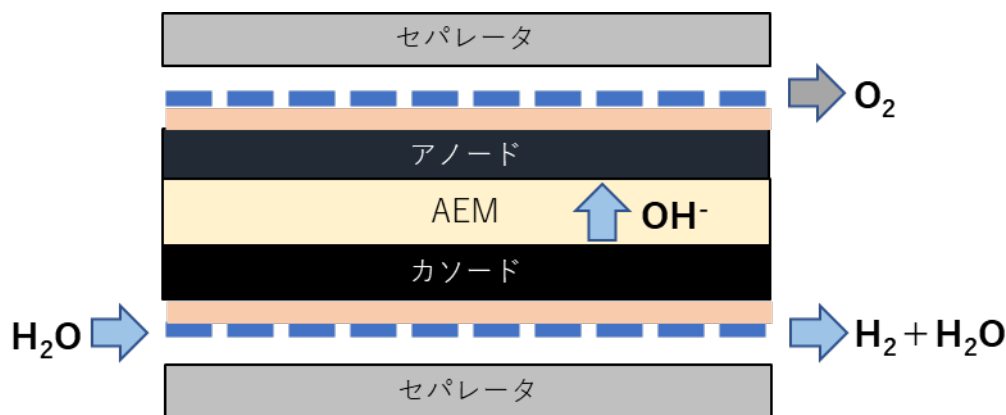 セパレータ
O₂
アノード
AEM
OH⁻
カソード
H₂O
H₂＋H₂O
セパレータ